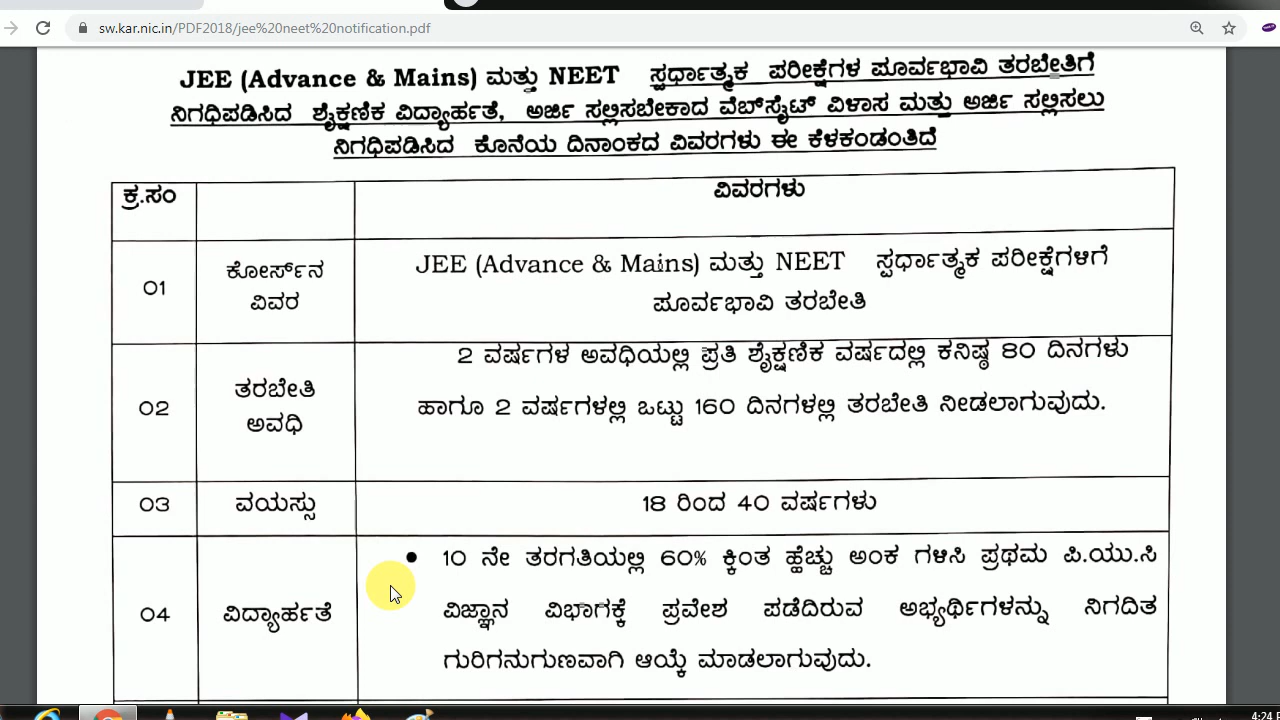 sw.kar.nic.in/PDF2018/jee%20neet%20notification.pdf
JEE (Advance & Mains) ಮತ್ತು NEET ಸ್ಪರ್ಧಾತ್ಮಕ ಪರೀಕ್ಷೆಗಳ ಪೂರ್ವಭಾವಿ ತರಬೇತಿಗೆ
ನಿಗಧಿಪಡಿಸಿದ ಶೈಕ್ಷಣಿಕ ವಿದ್ಯಾರ್ಹತೆ, ಅರ್ಜಿ ಸಲ್ಲಿಸಬೇಕಾದ ವೆಬ್‌ಸೈಟ್ ವಿಳಾಸ ಮತ್ತು ಅರ್ಜಿ ಸಲ್ಲಿಸಲು
ನಿಗಧಿಪಡಿಸಿದ ಕೊನೆಯ ದಿನಾಂಕದ ವಿವರಗಳು ಈ ಕೆಳಕಂಡಂತಿದೆ
ಕ್ರ.ಸಂ ವಿವರಗಳು
01 ಕೋರ್ಸ್‌ನ ವಿವರ
JEE (Advance & Mains) ಮತ್ತು NEET ಸ್ಪರ್ಧಾತ್ಮಕ ಪರೀಕ್ಷೆಗಳಿಗೆ
ಪೂರ್ವಭಾವಿ ತರಬೇತಿ
02 ತರಬೇತಿ ಅವಧಿ
2 ವರ್ಷಗಳ ಅವಧಿಯಲ್ಲಿ ಪ್ರತಿ ಶೈಕ್ಷಣಿಕ ವರ್ಷದಲ್ಲಿ ಕನಿಷ್ಠ 80 ದಿನಗಳು
ಹಾಗೂ 2 ವರ್ಷಗಳಲ್ಲಿ ಒಟ್ಟು 160 ದಿನಗಳಲ್ಲಿ ತರಬೇತಿ ನೀಡಲಾಗುವುದು.
03 ವಯಸ್ಸು 18 ರಿಂದ 40 ವರ್ಷಗಳು
04 ವಿದ್ಯಾರ್ಹತೆ
• 10 ನೇ ತರಗತಿಯಲ್ಲಿ 60% ಕ್ಕಿಂತ ಹ್ಹೆಚ್ಚು ಅಂಕ ಗಳಿಸಿ ಪ್ರಥಮ ಪಿ.ಯು.ಸಿ
ವಿಜ್ಞಾನ ವಿಭಾಗಕ್ಕೆ ಪ್ರವೇಶ ಪಡೆದಿರುವ ಅಭ್ಯರ್ಥಿಗಳನ್ನು ನಿಗದಿತ
ಗುರಿಗನುಗುಣವಾಗಿ ಆಯ್ಕೆ ಮಾಡಲಾಗುವುದು.